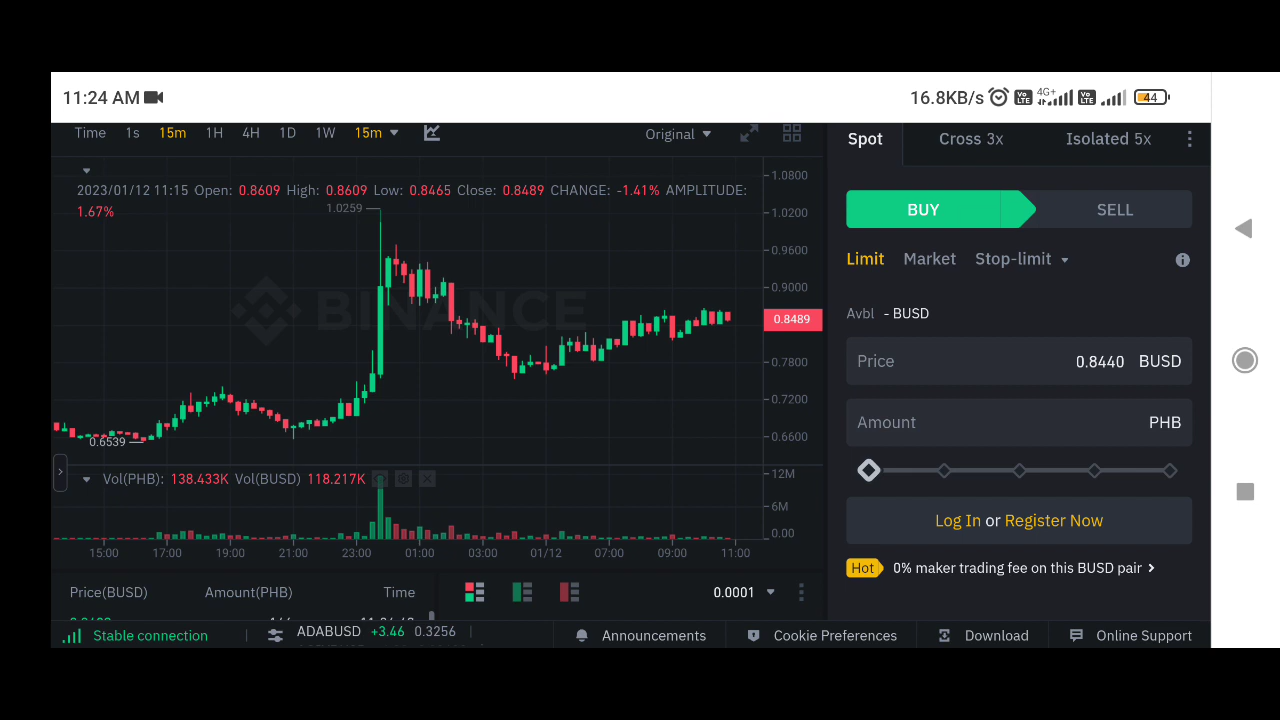 11:24 AM
16.8KB/s 4G+ Vo LTE Vo LTE 44
Time 1s 15m 1H 4H 1D 1W 15m
Original
Spot Cross 3x Isolated 5x
2023/01/12 11:15 Open: 0.8609 High: 0.8609 Low: 0.8465 Close: 0.8489 CHANGE: -1.41% AMPLITUDE:
1.67%
1.0259
BINANCE
0.6539
1.0800
1.0200
0.9600
0.9000
0.8489
0.7800
0.7200
0.6600
Vol(PHB): 138.433K Vol(BUSD) 118.217K
12M
6M
0.00
15:00 17:00 19:00 21:00 23:00 01:00 03:00 01/12 07:00 09:00 11:00
BUY SELL
Limit Market Stop-limit
Avbl - BUSD
Price 0.8440 BUSD
Amount PHB
Log In or Register Now
Hot 0% maker trading fee on this BUSD pair
Price(BUSD) Amount(PHB) Time
0.0001
Stable connection
ADABUSD +3.46 0.3256
Announcements Cookie Preferences Download Online Support